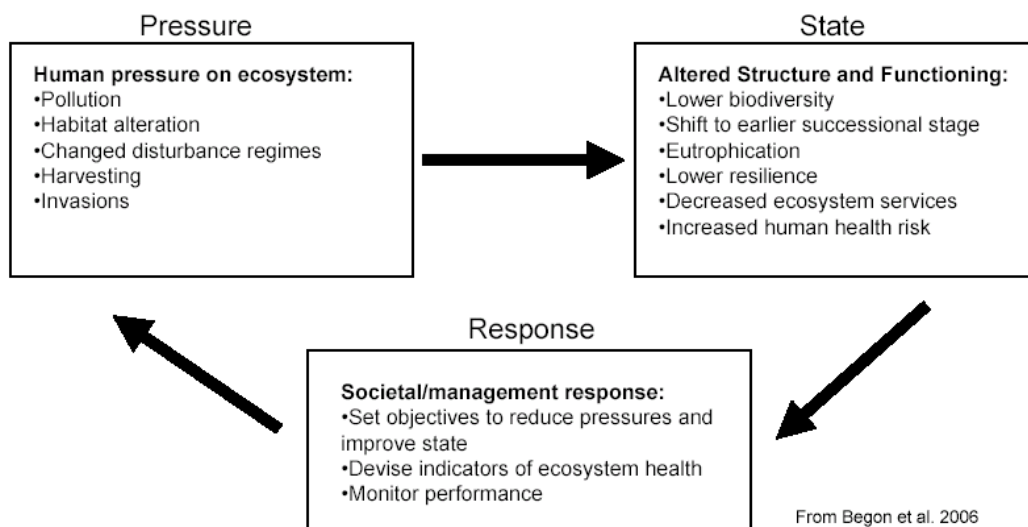 Pressure
Human pressure on ecosystem:
•Pollution
•Habitat alteration
•Changed disturbance regimes
•Harvesting
•Invasions
State
Altered Structure and Functioning:
•Lower biodiversity
•Shift to earlier successional stage
•Eutrophication
•Lower resilience
•Decreased ecosystem services
•Increased human health risk
Response
Societal/management response:
•Set objectives to reduce pressures and
improve state
•Devise indicators of ecosystem health
•Monitor performance
From Begon et al. 2006